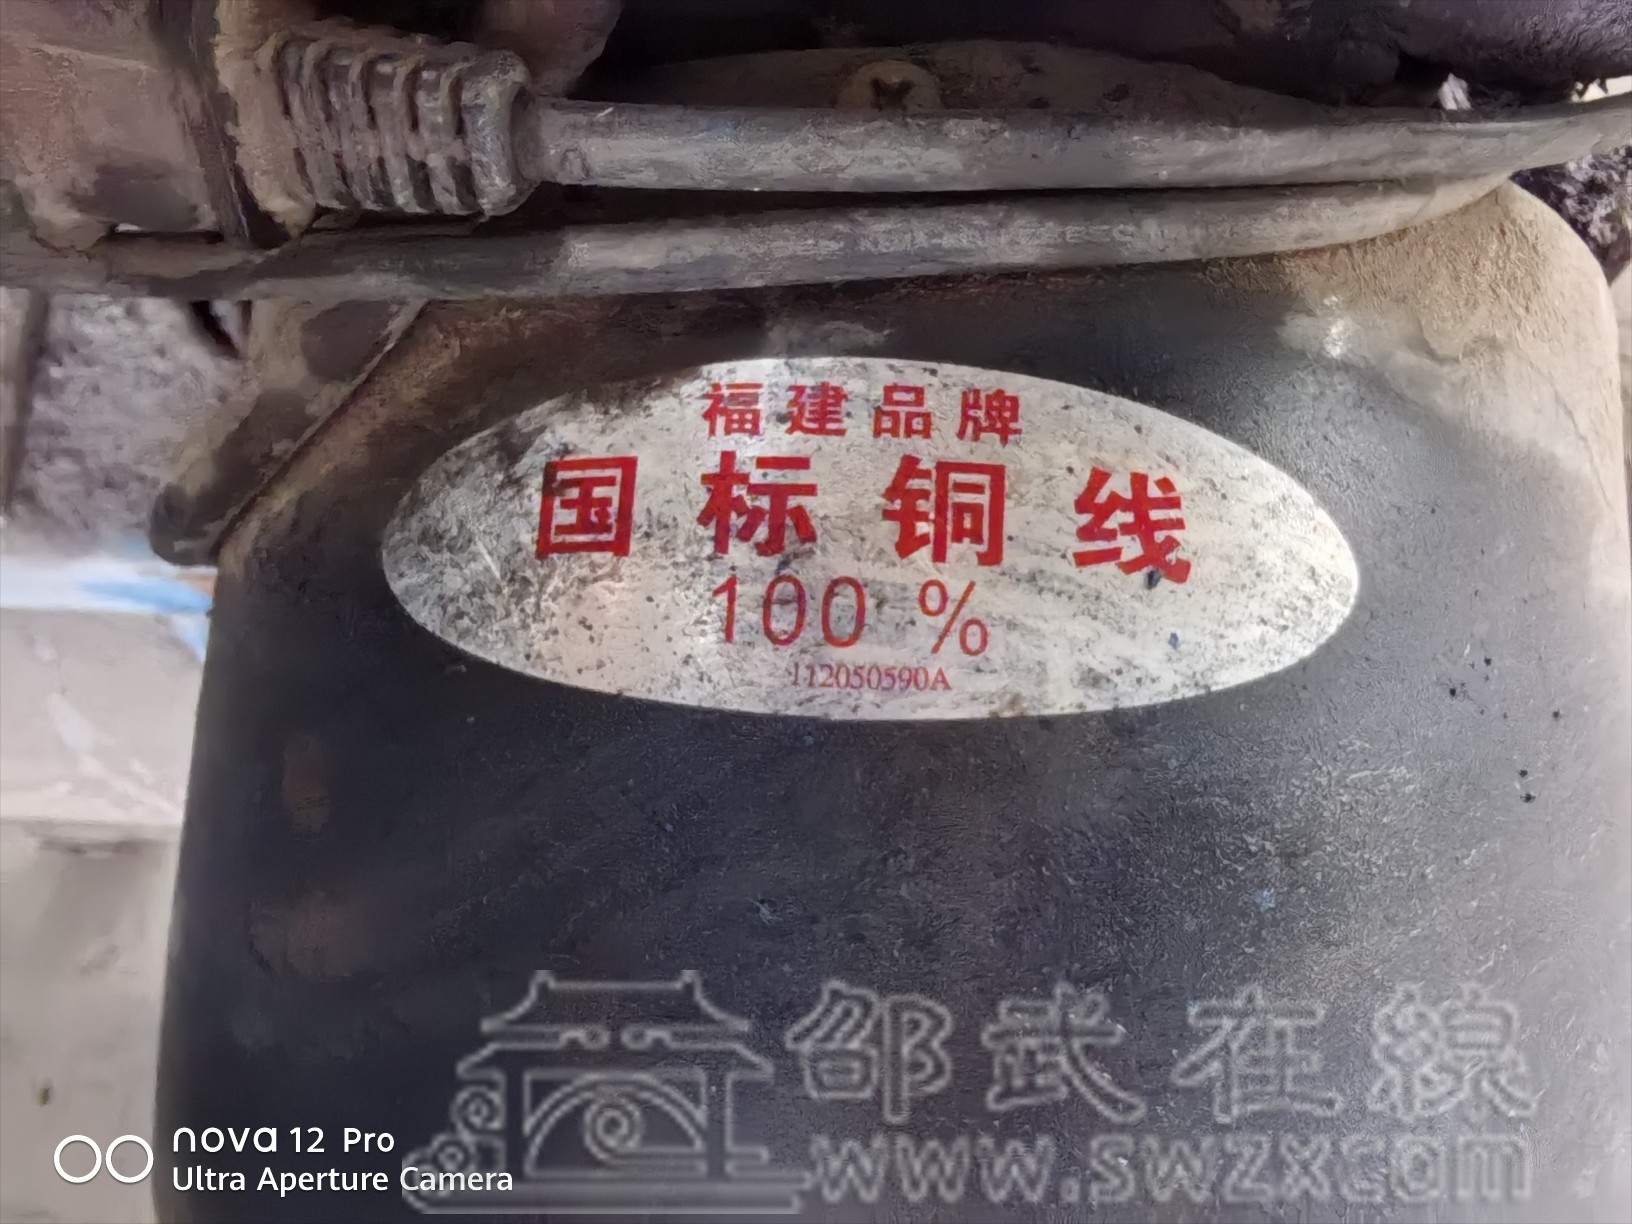 福建品牌
国标铜线
100 %
112050590A
邵武在線
www.swzx.com
nova 12 Pro
Ultra Aperture Camera